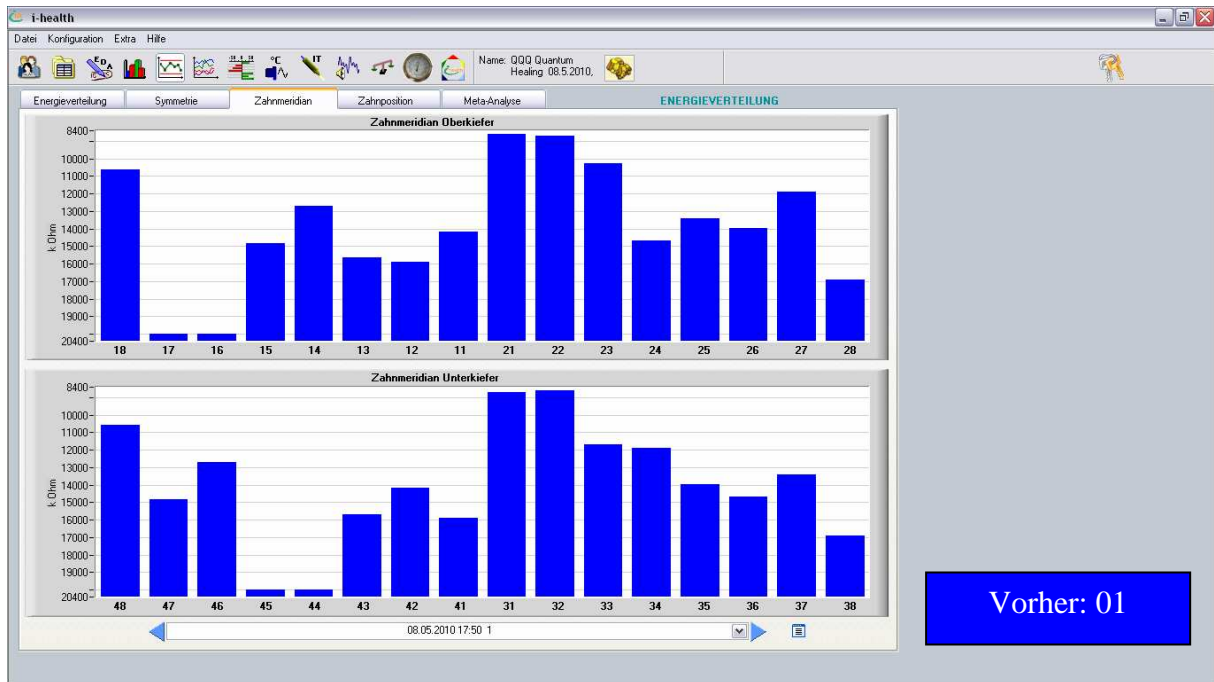 i-health
Datei Konfiguration Extra Hilfe
EDA °C IT
Name: QQQ Quantum
Healing 08.5.2010,
Energieverteilung Symmetrie Zahnmeridian Zahnposition Meta-Analyse ENERGIEVERTEILUNG
Zahnmeridian Oberkiefer
8400
10000
11000
12000
13000
14000
15000
16000
17000
18000
19000
20400
k Ohm
18 17 16 15 14 13 12 11 21 22 23 24 25 26 27 28
Zahnmeridian Unterkiefer
8400
10000
11000
12000
13000
14000
15000
16000
17000
18000
19000
20400
k Ohm
48 47 46 45 44 43 42 41 31 32 33 34 35 36 37 38
08.05.2010 17:50 1
Vorher: 01